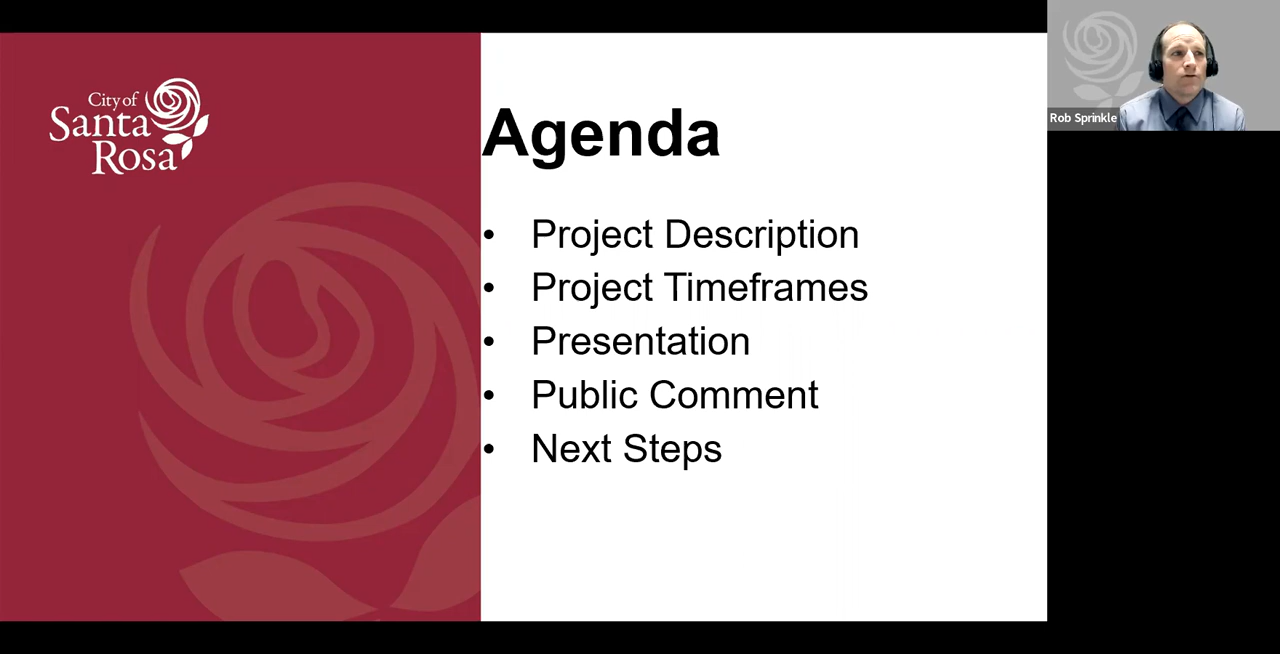 City of
Santa
Rosa
Agenda
• Project Description
• Project Timeframes
• Presentation
• Public Comment
• Next Steps
Rob Sprinkle